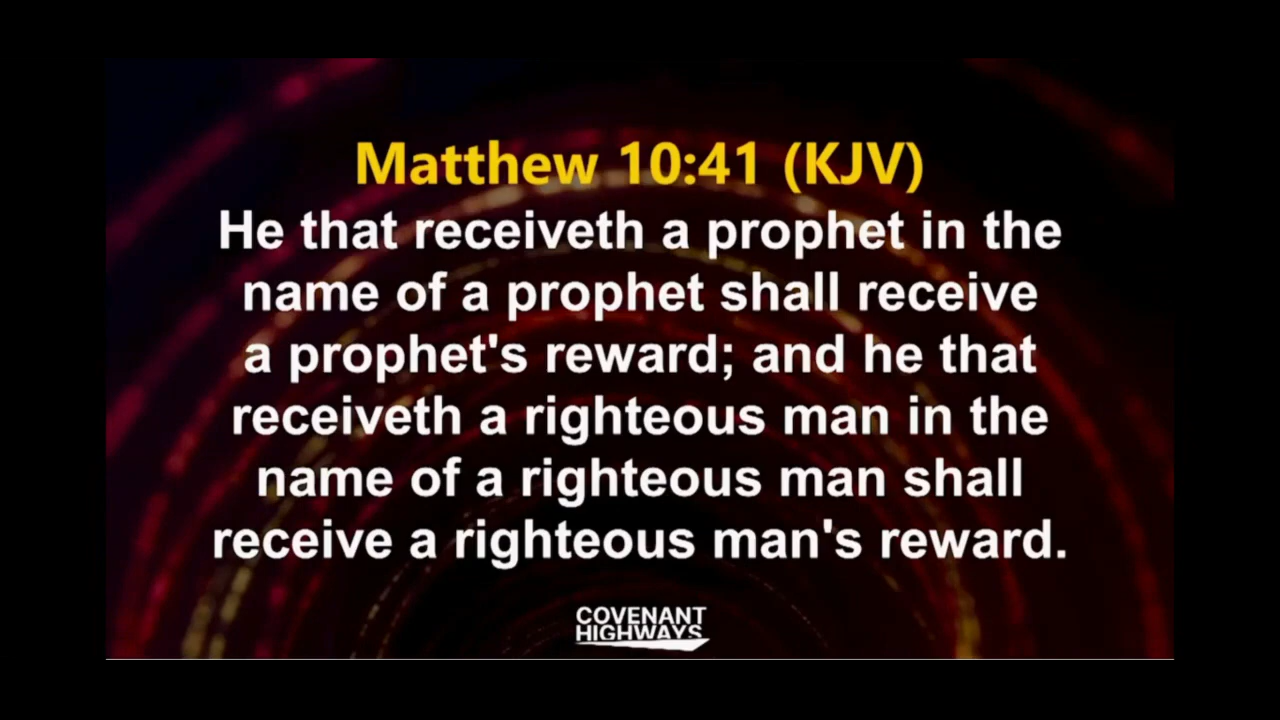 Matthew 10:41 (KJV)
He that receiveth a prophet in the
name of a prophet shall receive
a prophet's reward; and he that
receiveth a righteous man in the
name of a righteous man shall
receive a righteous man's reward.
COVENANT
HIGHWAYS